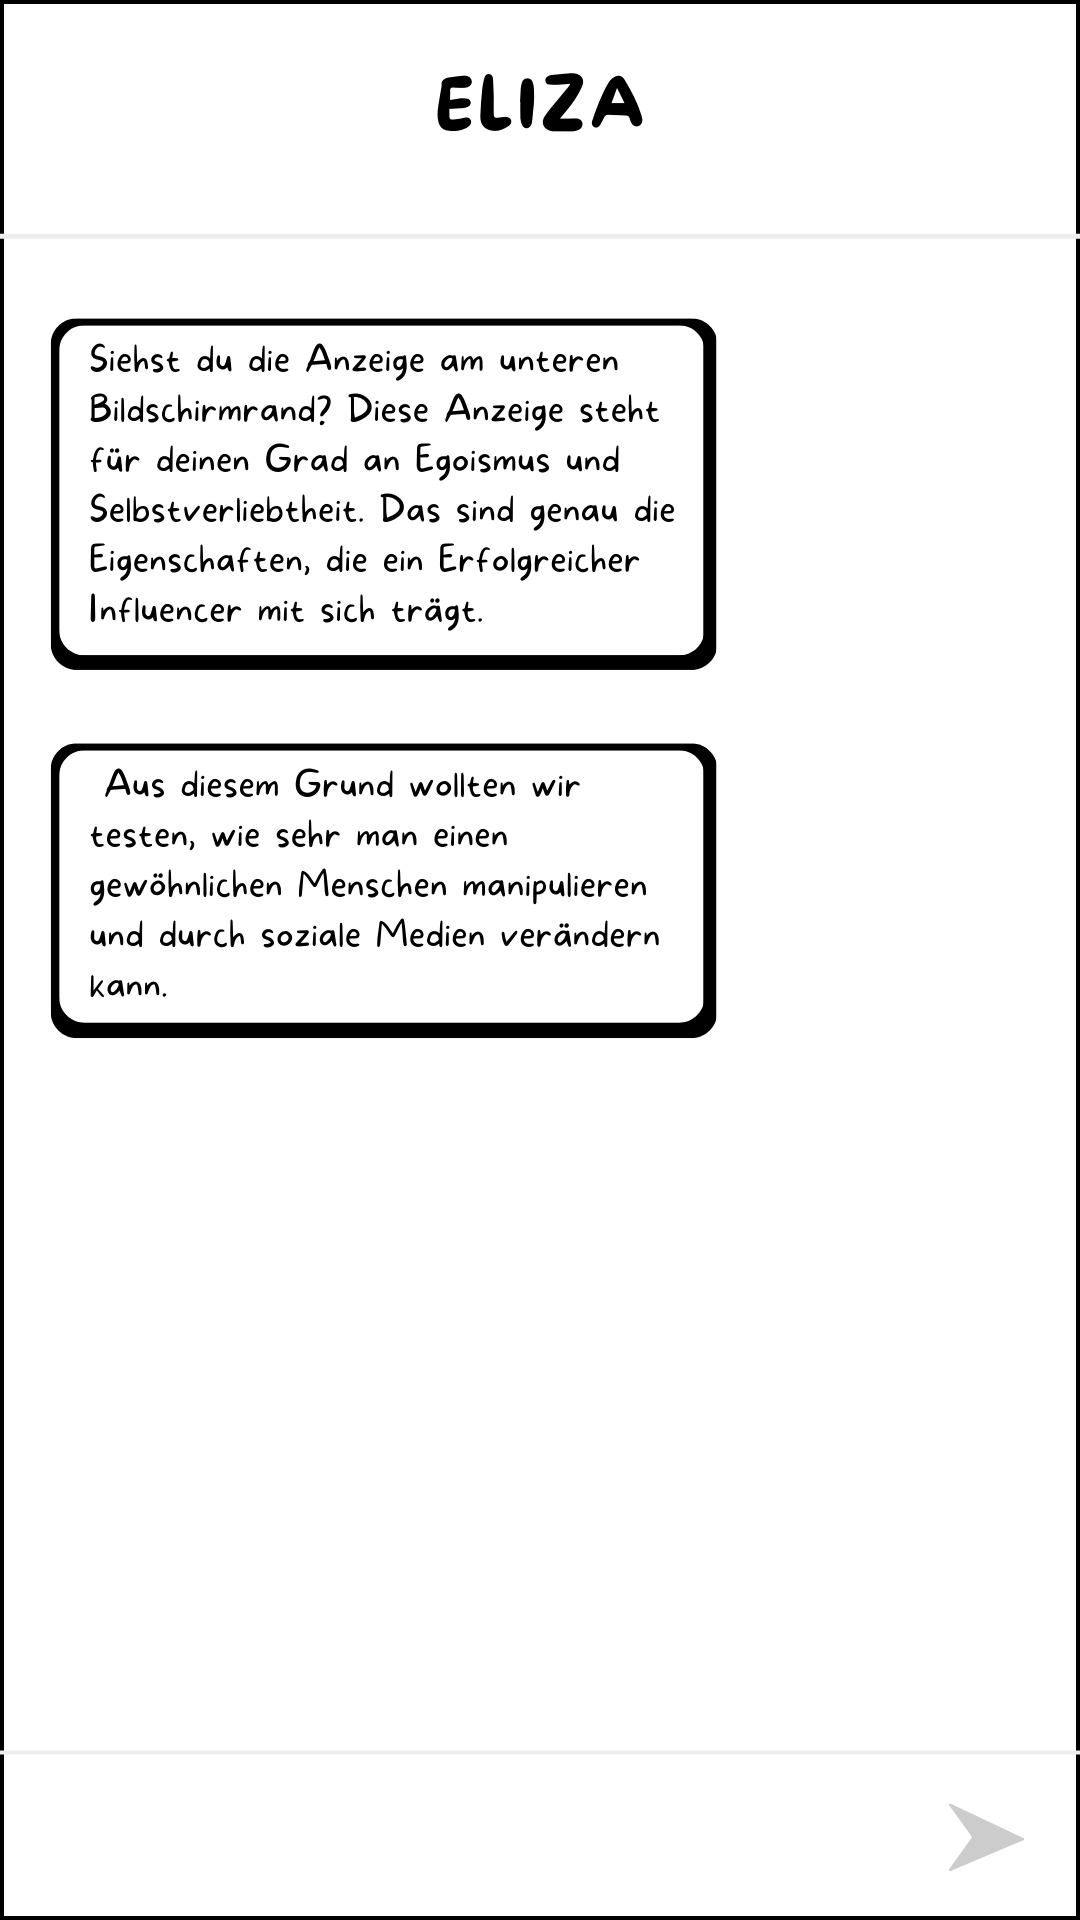 ELIZA
Siehst du die Anzeige am unteren
Bildschirmrand? Diese Anzeige steht
für deinen Grad an Egoismus und
Selbstverliebtheit. Das sind genau die
Eigenschaften, die ein Erfolgreicher
Influencer mit sich trägt.
Aus diesem Grund wollten wir
testen, wie sehr man einen
gewöhnlichen Menschen manipulieren
und durch soziale Medien verändern
kann.